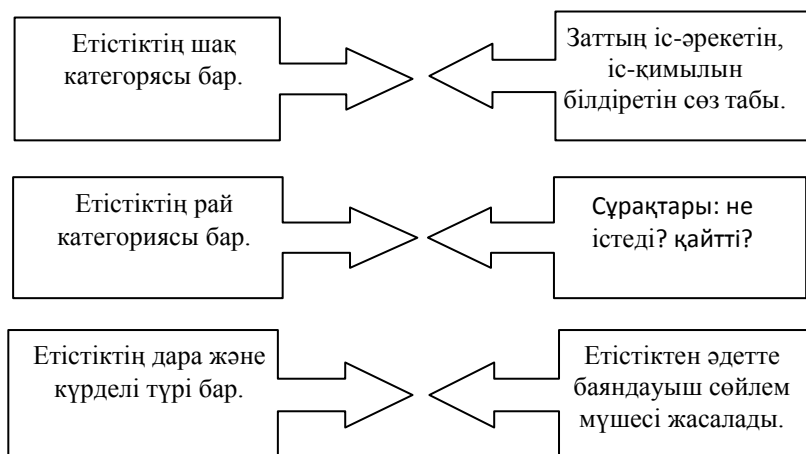 Етістіктің шақ
категорясы бар.
Заттың іс-әрекетін,
іс-қимылын
білдіретін сөз табы.
Етістіктің рай
категориясы бар.
Сұрақтары: не
істеді? қайтті?
Етістіктің дара және
күрделі түрі бар.
Етістіктен әдетте
баяндауыш сөйлем
мүшесі жасалады.